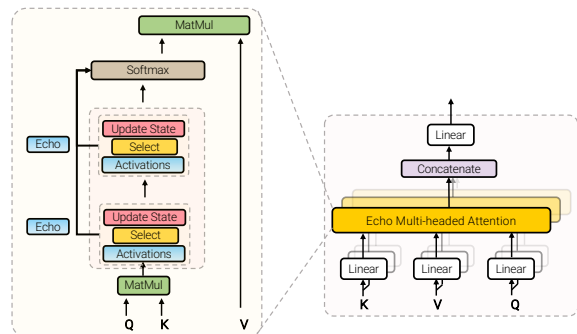 MatMul
Softmax
Update State
Echo
Select
Activations
Update State
Echo
Select
Activations
MatMul
Q K V
Linear
Concatenate
Echo Multi-headed Attention
Linear Linear Linear
K V Q